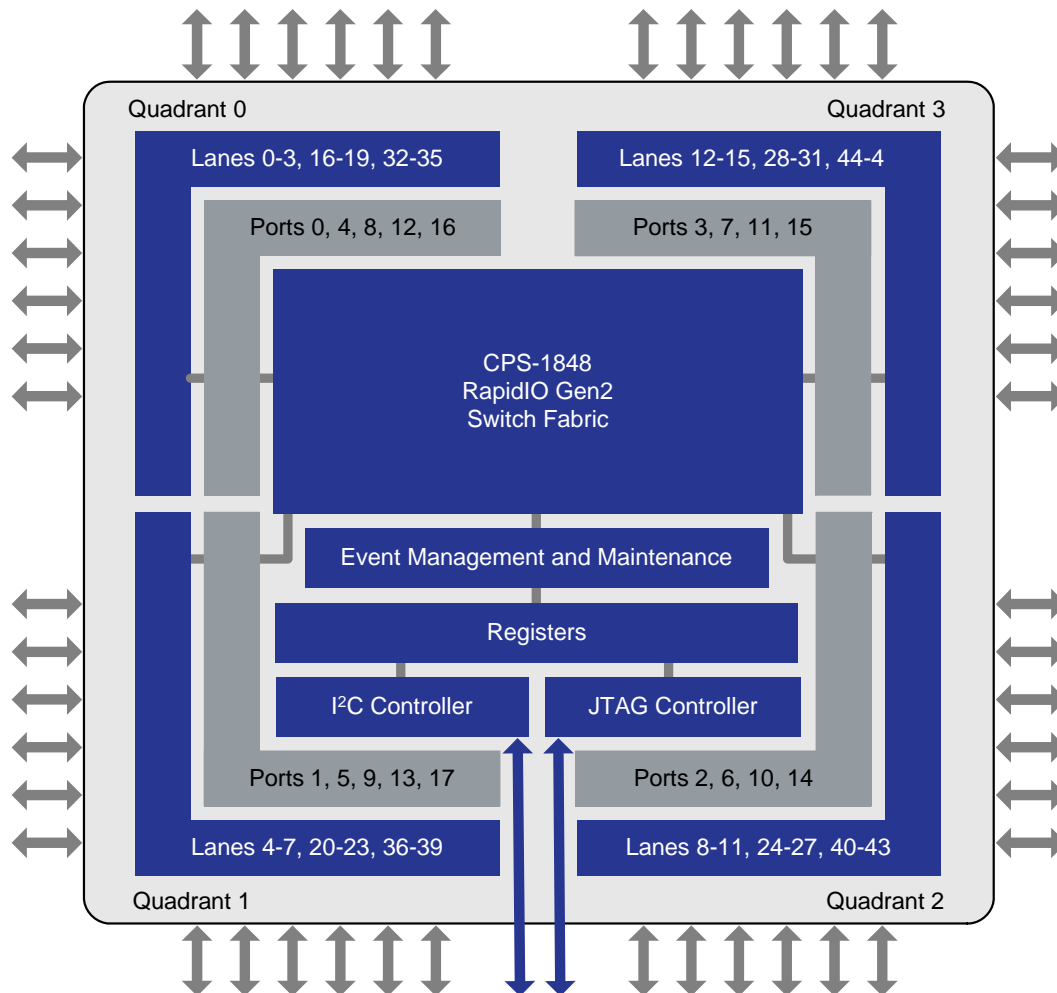 Quadrant 0
Quadrant 3
Lanes 0-3, 16-19, 32-35
Lanes 12-15, 28-31, 44-4
Ports 0, 4, 8, 12, 16
Ports 3, 7, 11, 15
CPS-1848
RapidIO Gen2
Switch Fabric
Event Management and Maintenance
Registers
I²C Controller
JTAG Controller
Ports 1, 5, 9, 13, 17
Ports 2, 6, 10, 14
Lanes 4-7, 20-23, 36-39
Lanes 8-11, 24-27, 40-43
Quadrant 1
Quadrant 2